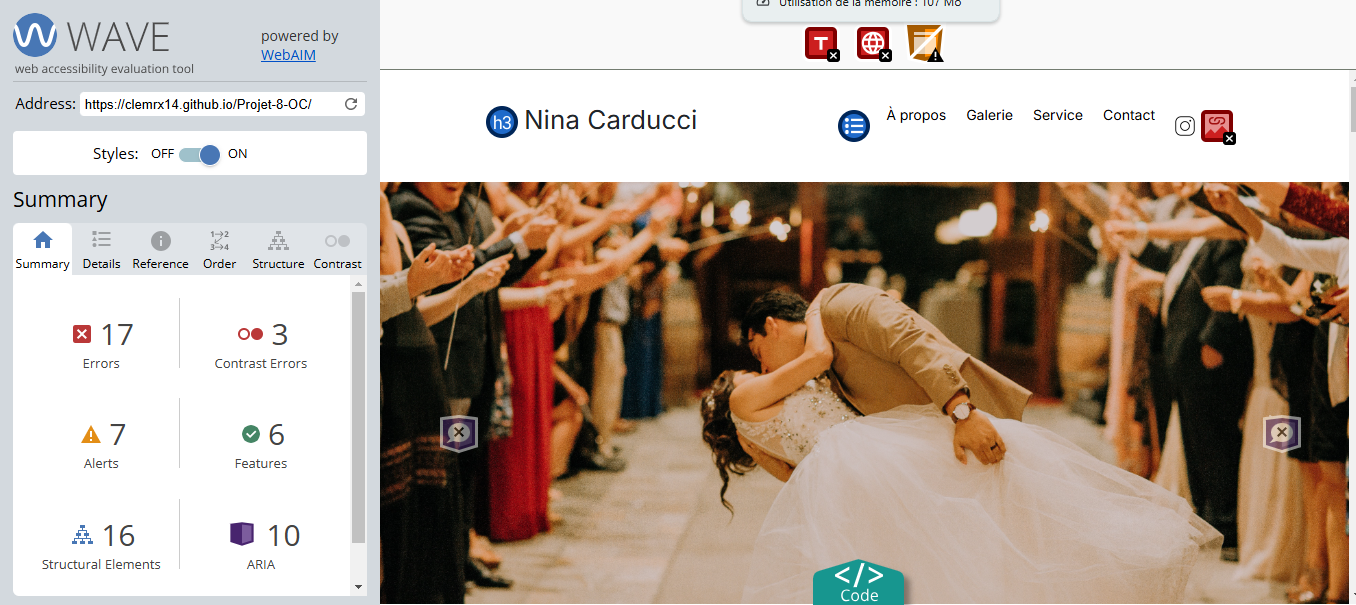 WAVE
web accessibility evaluation tool
powered by
WebAIM
Address: https://clemrx14.github.io/Projet-8-OC/
Styles: OFF ON
Summary
Summary Details Reference Order Structure Contrast
17
Errors
3
Contrast Errors
7
Alerts
6
Features
16
Structural Elements
10
ARIA
Utilisation de la mémoire : 107 Mo
T
h3 Nina Carducci
À propos Galerie Service Contact
</>
Code